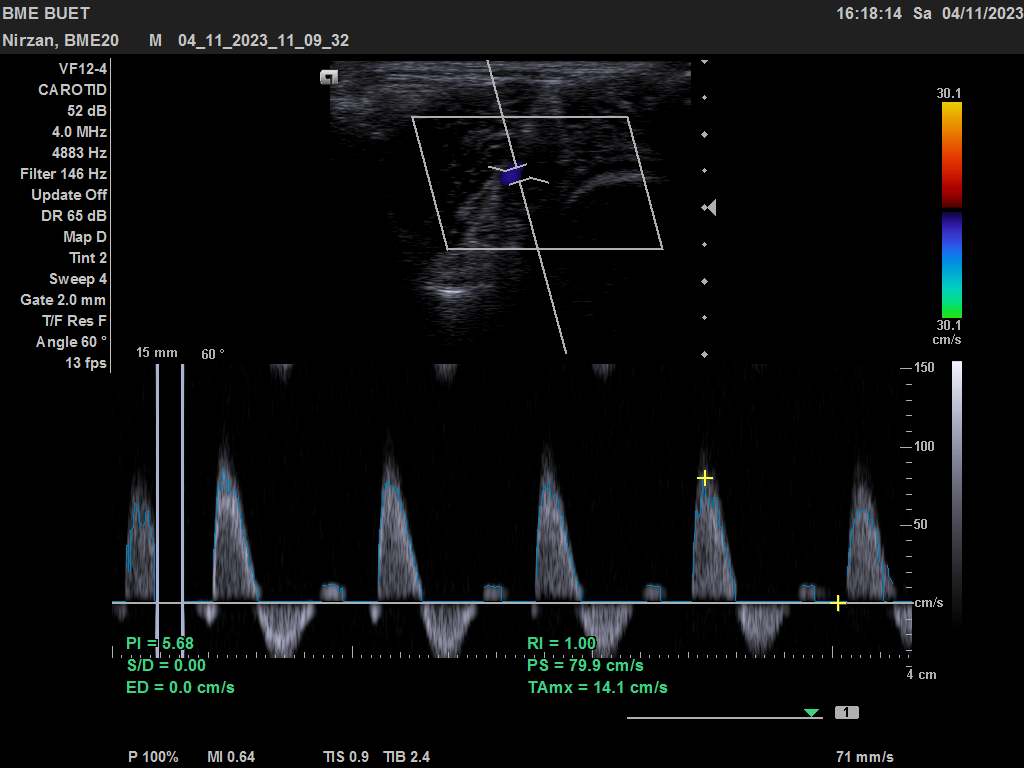 BME BUET 16:18:14 Sa 04/11/2023
Nirzan, BME20 M 04_11_2023_11_09_32
VF12-4
CAROTID
52 dB
4.0 MHz
4883 Hz
Filter 146 Hz
Update Off
DR 65 dB
Map D
Tint 2
Sweep 4
Gate 2.0 mm
T/F Res F
Angle 60 °
13 fps
30.1
30.1
cm/s
15 mm 60 °
150
100
50
cm/s
4 cm
PI = 5.68
S/D = 0.00
ED = 0.0 cm/s
RI = 1.00
PS = 79.9 cm/s
TAmx = 14.1 cm/s
1
P 100% MI 0.64 TIS 0.9 TIB 2.4 71 mm/s